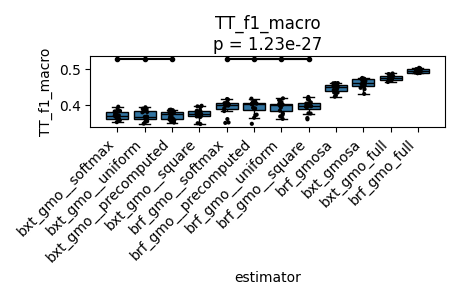 TT_f1_macro
p = 1.23e-27
TT_f1_macro
0.5
0.4
bxt_gmo__softmax
bxt_gmo__uniform
bxt_gmo__precomputed
bxt_gmo__square
brf_gmo__softmax
brf_gmo__precomputed
brf_gmo__uniform
brf_gmo__square
brf_gmosa
bxt_gmosa
bxt_gmo_full
brf_gmo_full
estimator